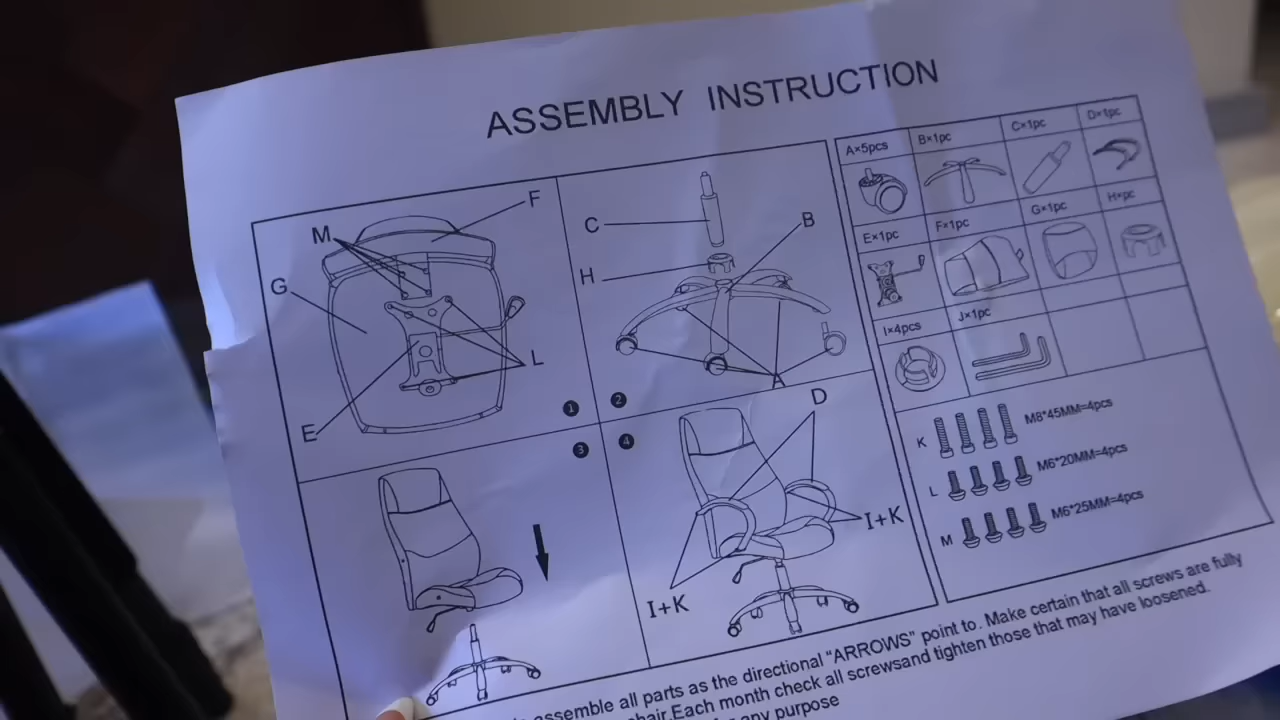 ASSEMBLY INSTRUCTION
M
F
G
L
E
1
C
B
H
A
2
3
4
D
I+K
I+K
A×5pcs
B×1pc
C×1pc
D×1pc
E×1pc
F×1pc
G×1pc
H×pc
I×4pcs
J×1pc
K M8*45MM=4pcs
L M6*20MM=4pcs
M M6*25MM=4pcs
assemble all parts as the directional "ARROWS" point to. Make certain that all screws are fully
Each month check all screwsand tighten those that may have loosened.
any purpose